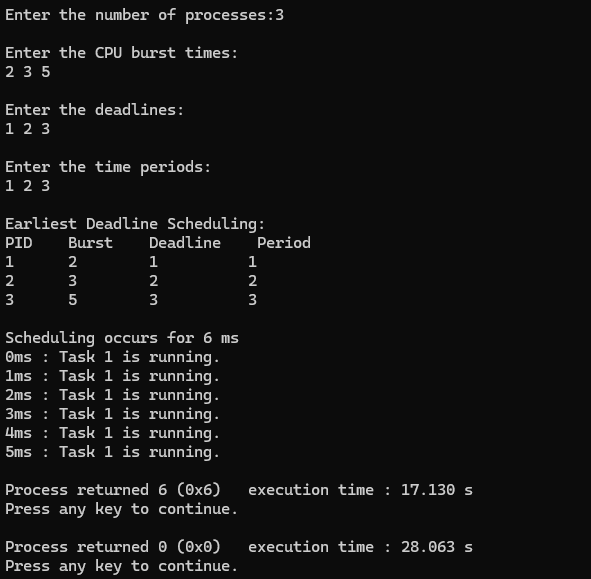 Enter the number of processes:3
Enter the CPU burst times:
2 3 5
Enter the deadlines:
1 2 3
Enter the time periods:
1 2 3
Earliest Deadline Scheduling:
PID    Burst    Deadline    Period
1      2        1          1
2      3        2          2
3      5        3          3
Scheduling occurs for 6 ms
0ms : Task 1 is running.
1ms : Task 1 is running.
2ms : Task 1 is running.
3ms : Task 1 is running.
4ms : Task 1 is running.
5ms : Task 1 is running.
Process returned 6 (0x6)   execution time : 17.130 s
Press any key to continue.
Process returned 0 (0x0)   execution time : 28.063 s
Press any key to continue.